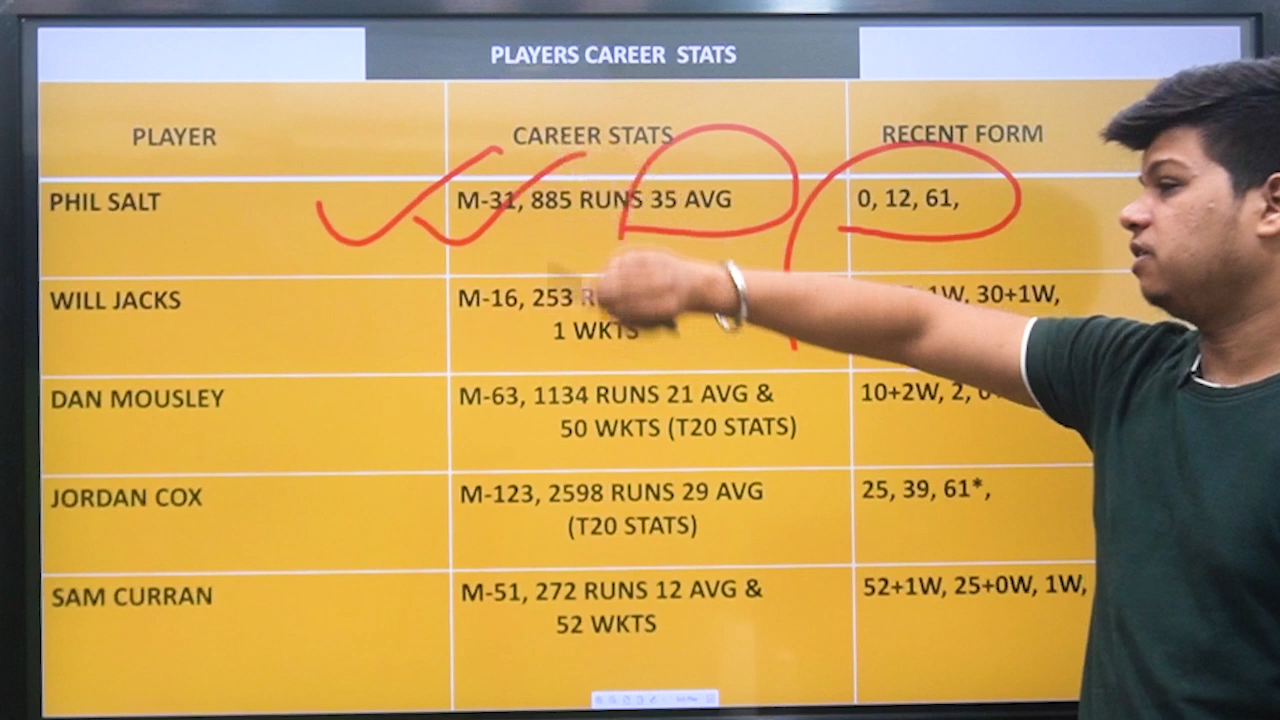 PLAYERS CAREER STATS
PLAYER CAREER STATS RECENT FORM
PHIL SALT M-31, 885 RUNS 35 AVG 0, 12, 61,
WILL JACKS M-16, 253 1W, 30+1W,
1 WKTS
DAN MOUSLEY M-63, 1134 RUNS 21 AVG & 10+2W, 2,
50 WKTS (T20 STATS)
JORDAN COX M-123, 2598 RUNS 29 AVG 25, 39, 61*,
(T20 STATS)
SAM CURRAN M-51, 272 RUNS 12 AVG & 52+1W, 25+0W, 1W,
52 WKTS